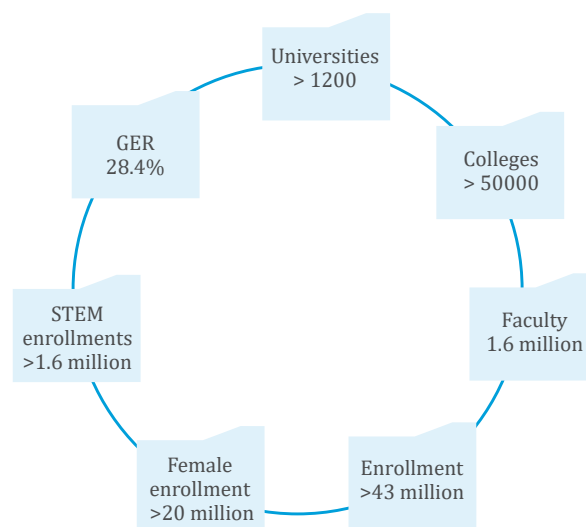 Universities
> 1200
Colleges
> 50000
Faculty
1.6 million
Enrollment
>43 million
Female
enrollment
>20 million
STEM
enrollments
>1.6 million
GER
28.4%